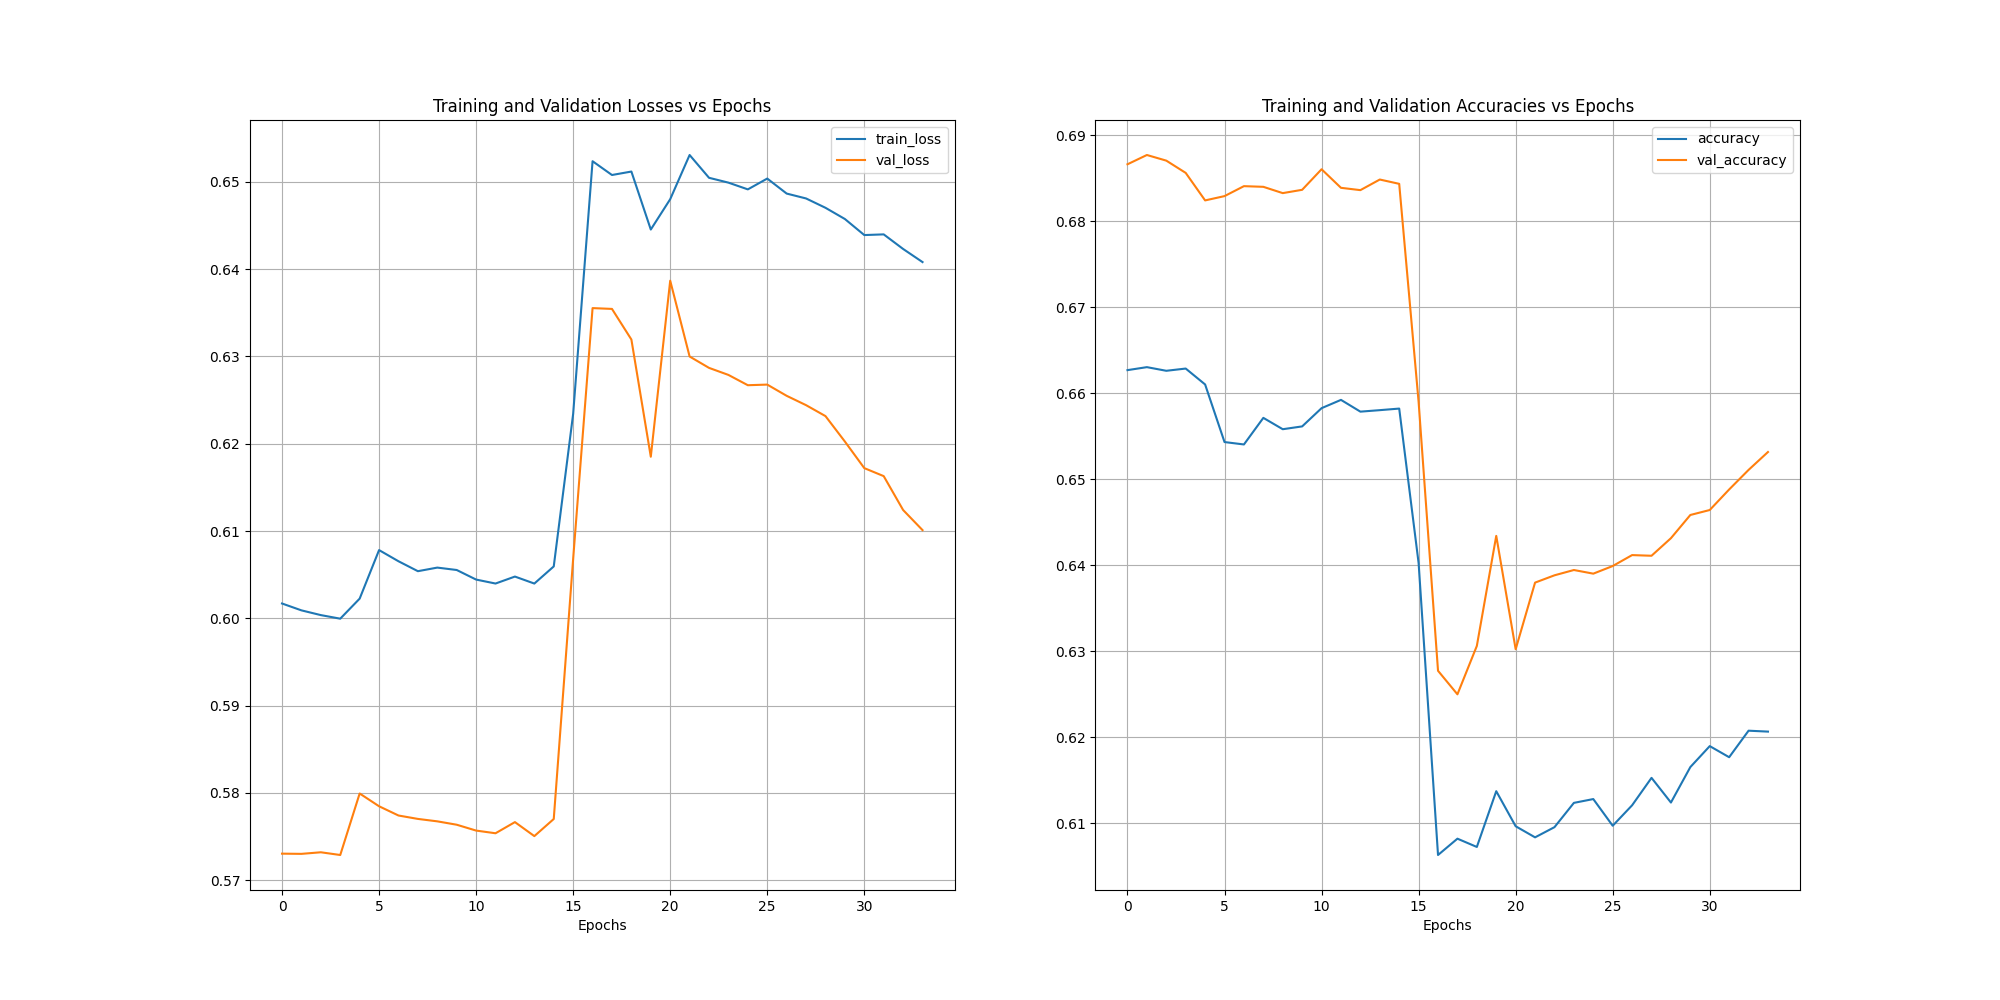 Training and Validation Losses vs Epochs
train_loss
val_loss
0.65
0.64
0.63
0.62
0.61
0.60
0.59
0.58
0.57
0 5 10 15 20 25 30
Epochs
Training and Validation Accuracies vs Epochs
accuracy
val_accuracy
0.69
0.68
0.67
0.66
0.65
0.64
0.63
0.62
0.61
0 5 10 15 20 25 30
Epochs